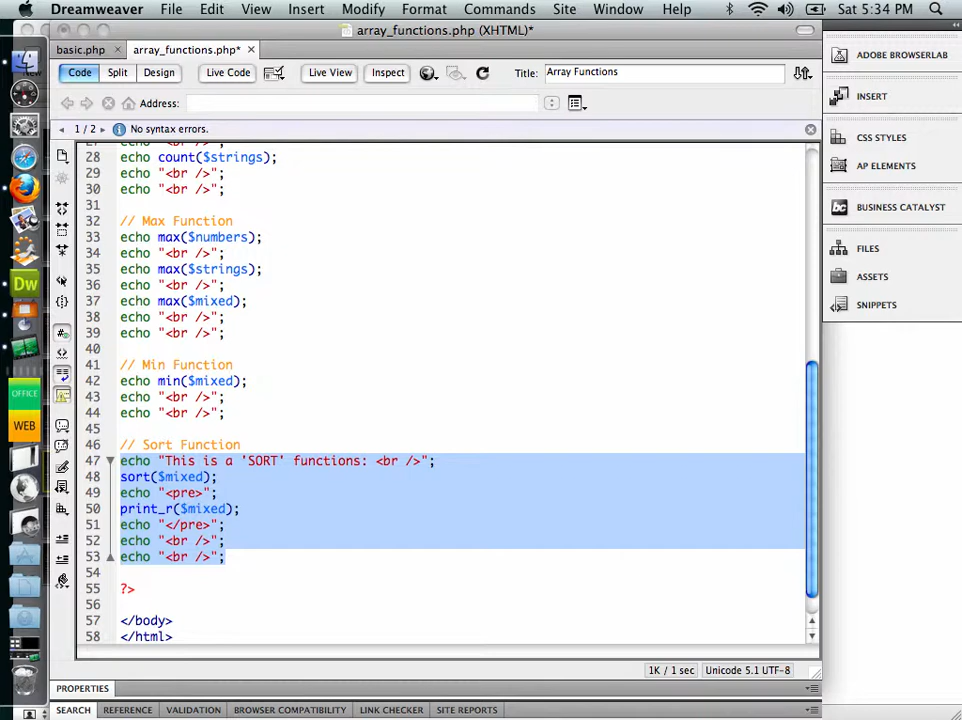 Dreamweaver File Edit View Insert Modify Format Commands Site Window Help Sat 5:34 PM
array_functions.php (XHTML)*
basic.php array_functions.php*
Code Split Design Live Code Live View Inspect Title: Array Functions
Address:
1 / 2 No syntax errors.
28 echo count($strings);
29 echo "<br />";
30 echo "<br />";
31
32 // Max Function
33 echo max($numbers);
34 echo "<br />";
35 echo max($strings);
36 echo "<br />";
37 echo max($mixed);
38 echo "<br />";
39 echo "<br />";
40
41 // Min Function
42 echo min($mixed);
43 echo "<br />";
44 echo "<br />";
45
46 // Sort Function
47 echo "This is a 'SORT' functions: <br />";
48 sort($mixed);
49 echo "<pre>";
50 print_r($mixed);
51 echo "</pre>";
52 echo "<br />";
53 echo "<br />";
54
55 ?>
56
57 </body>
58 </html>
1K / 1 sec Unicode 5.1 UTF-8
PROPERTIES
SEARCH REFERENCE VALIDATION BROWSER COMPATIBILITY LINK CHECKER SITE REPORTS
ADOBE BROWSERLAB
INSERT
CSS STYLES
AP ELEMENTS
BUSINESS CATALYST
FILES
ASSETS
SNIPPETS
Dw
OFFICE
WEB